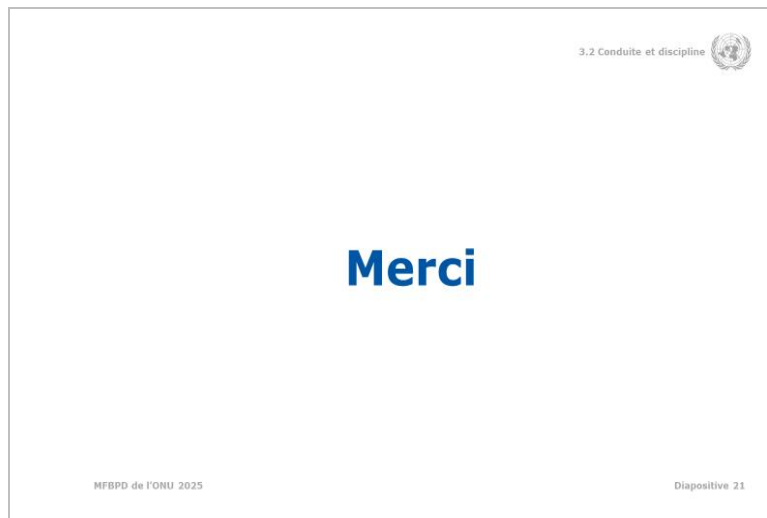 3.2 Conduite et discipline
Merci
MFBPD de l'ONU 2025
Diapositive 21